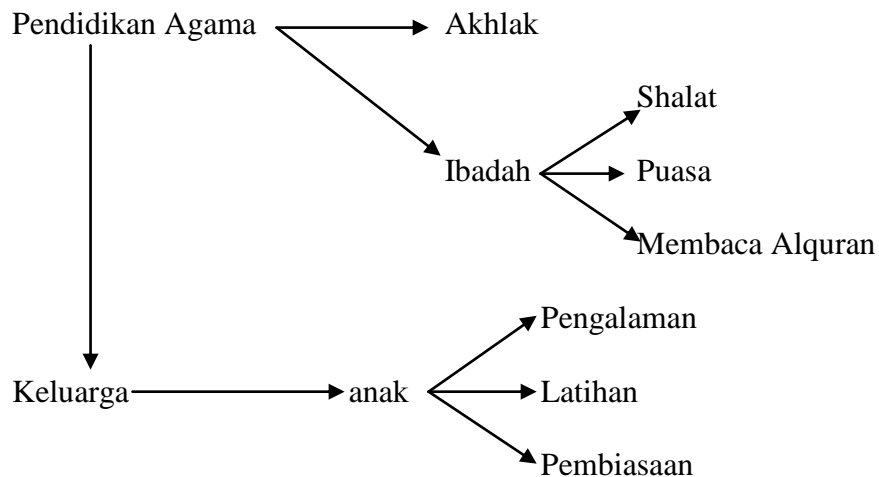 Pendidikan Agama
Akhlak
Shalat
Ibadah
Puasa
Membaca Alquran
Pengalaman
Keluarga
anak
Latihan
Pembiasaan